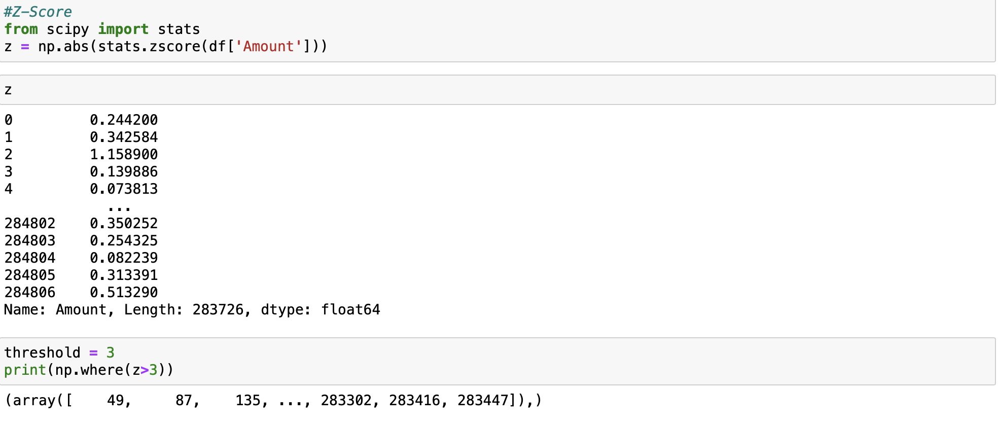 #Z-Score
from scipy import stats
z = np.abs(stats.zscore(df['Amount']))
z
0         0.244200
1         0.342584
2         1.158900
3         0.139886
4         0.073813
            ...
284802    0.350252
284803    0.254325
284804    0.082239
284805    0.313391
284806    0.513290
Name: Amount, Length: 283726, dtype: float64
threshold = 3
print(np.where(z>3))
(array([    49,     87,    135, ..., 283302, 283416, 283447]),)